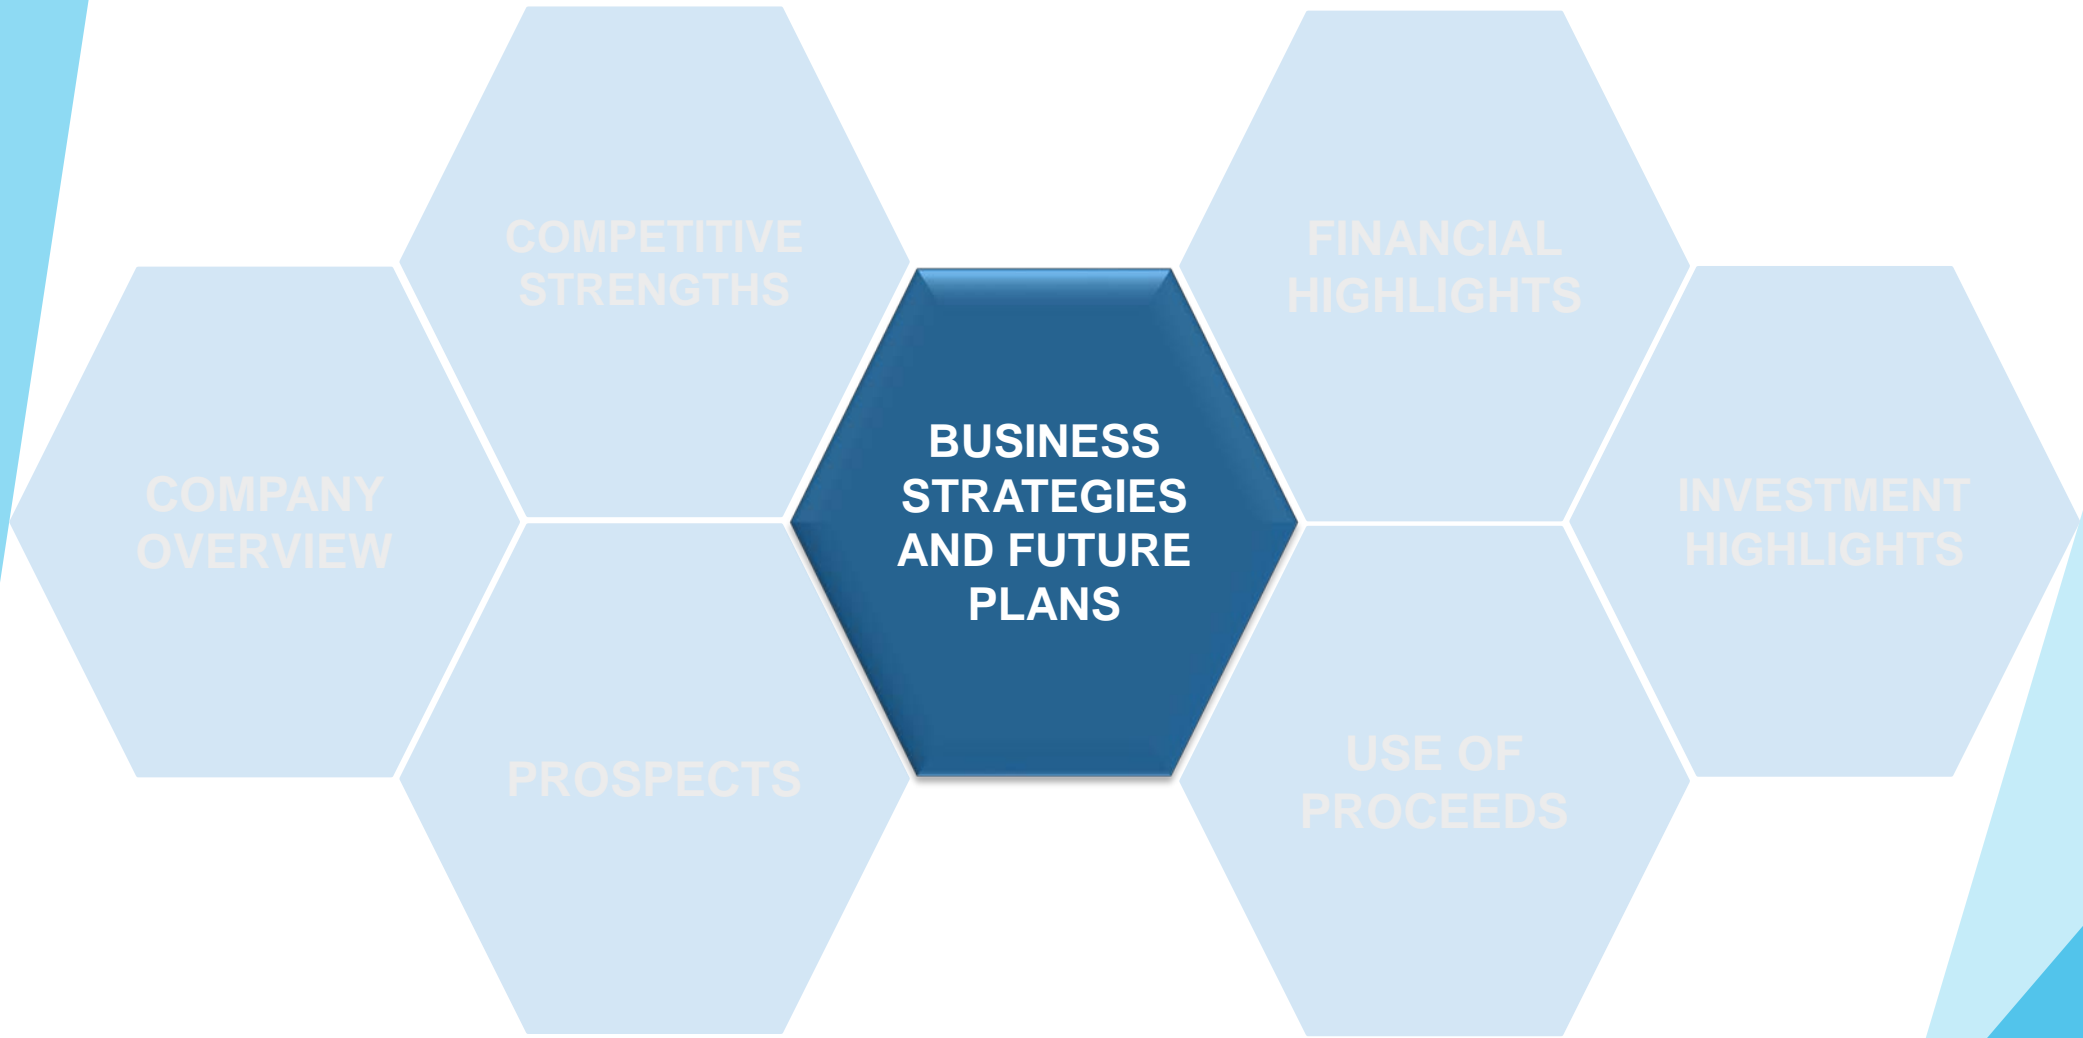 COMPANY
OVERVIEW
COMPETITIVE
STRENGTHS
PROSPECTS
BUSINESS
STRATEGIES
AND FUTURE
PLANS
FINANCIAL
HIGHLIGHTS
USE OF
PROCEEDS
INVESTMENT
HIGHLIGHTS